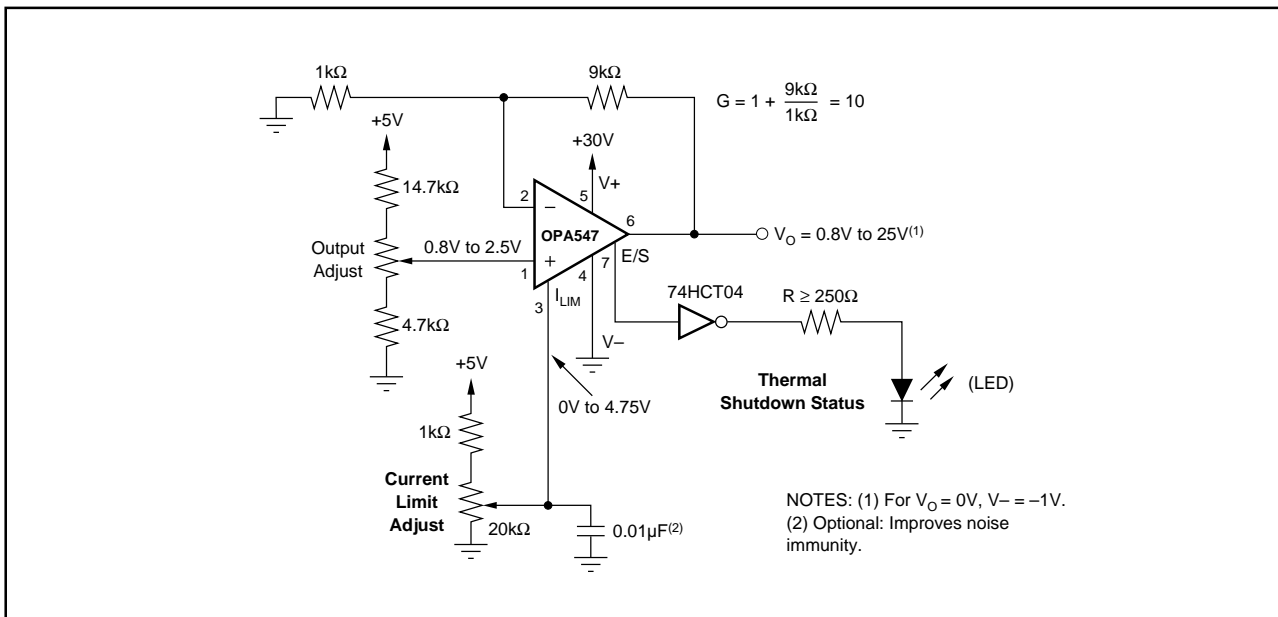 1kΩ
9kΩ
G = 1 + 9kΩ/1kΩ = 10
+5V
+30V
V+
14.7kΩ
2
–
5
6
OPA547
V_O = 0.8V to 25V(1)
Output
Adjust
0.8V to 2.5V
+
1
4
7
E/S
I_LIM
3
74HCT04
R ≥ 250Ω
4.7kΩ
V–
+5V
0V to 4.75V
Thermal
Shutdown Status
(LED)
1kΩ
Current
Limit
Adjust
20kΩ
0.01µF(2)
NOTES: (1) For V_O = 0V, V– = –1V.
(2) Optional: Improves noise
immunity.